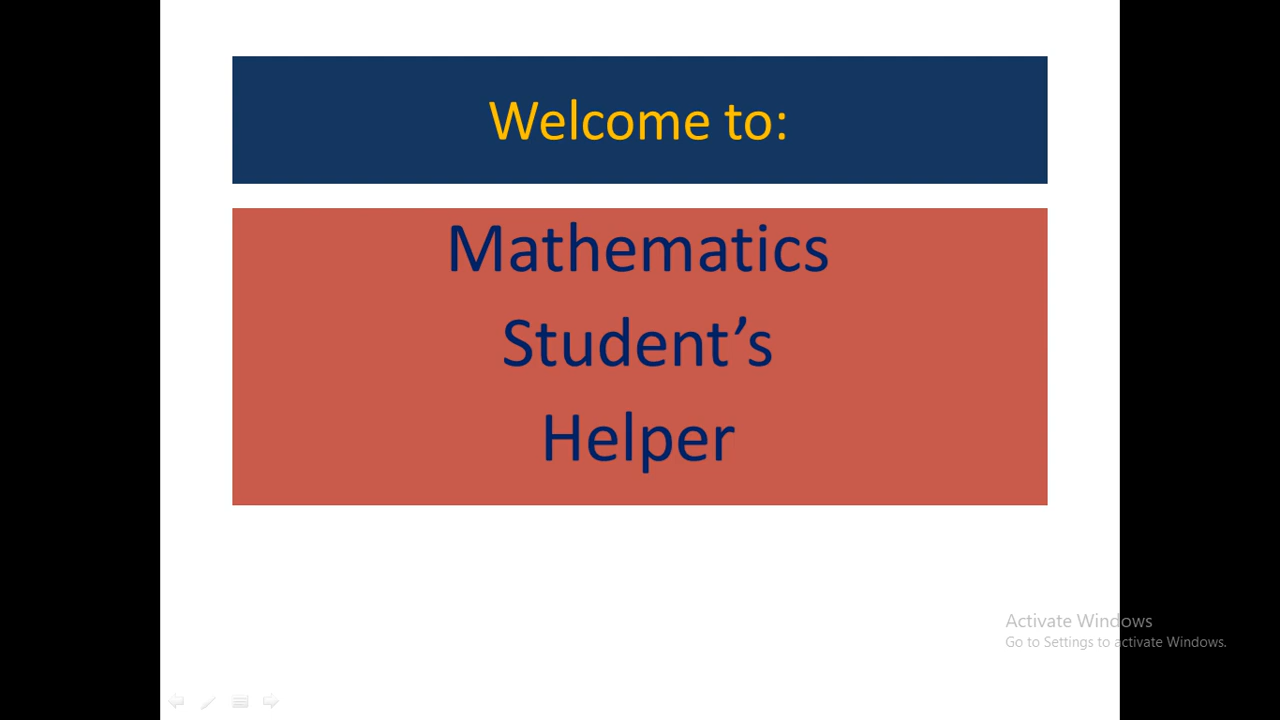 Welcome to:
Mathematics
Student’s
Helper
Activate Windows
Go to Settings to activate Windows.